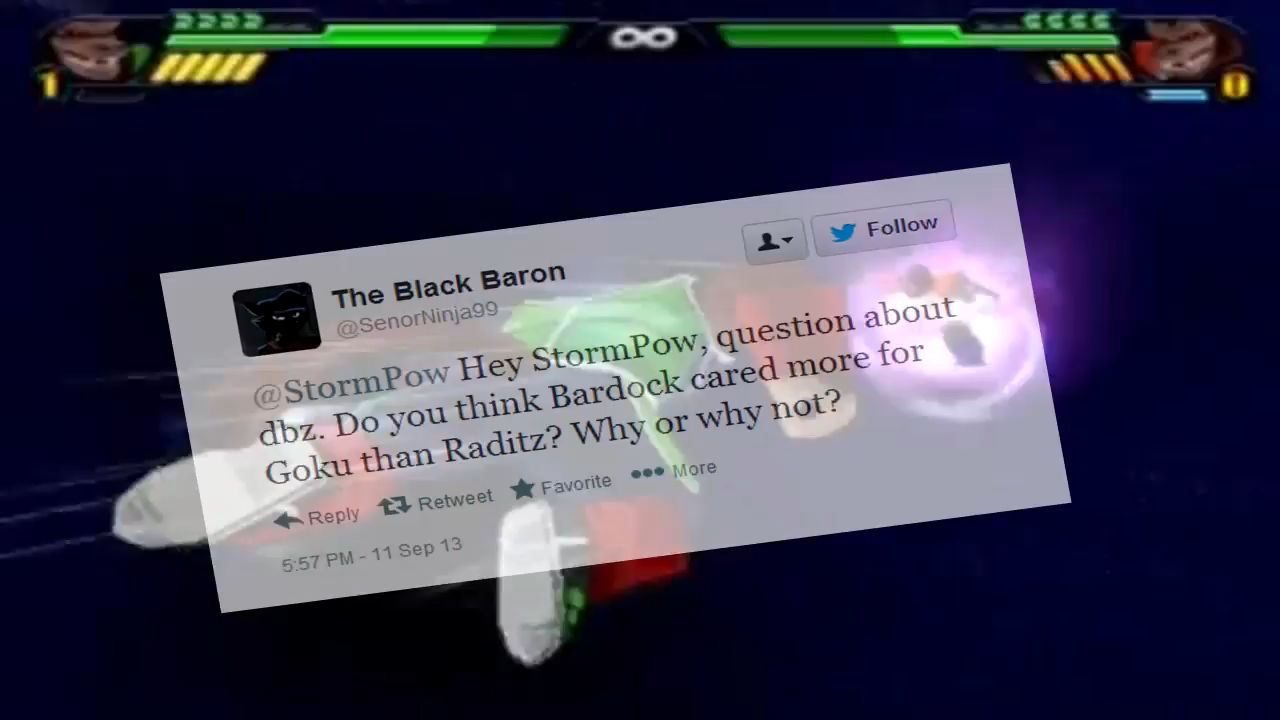 ∞
1
0
Follow
The Black Baron
@SenorNinja99
@StormPow Hey StormPow, question about
dbz. Do you think Bardock cared more for
Goku than Raditz? Why or why not?
Reply Retweet Favorite More
5:57 PM - 11 Sep 13